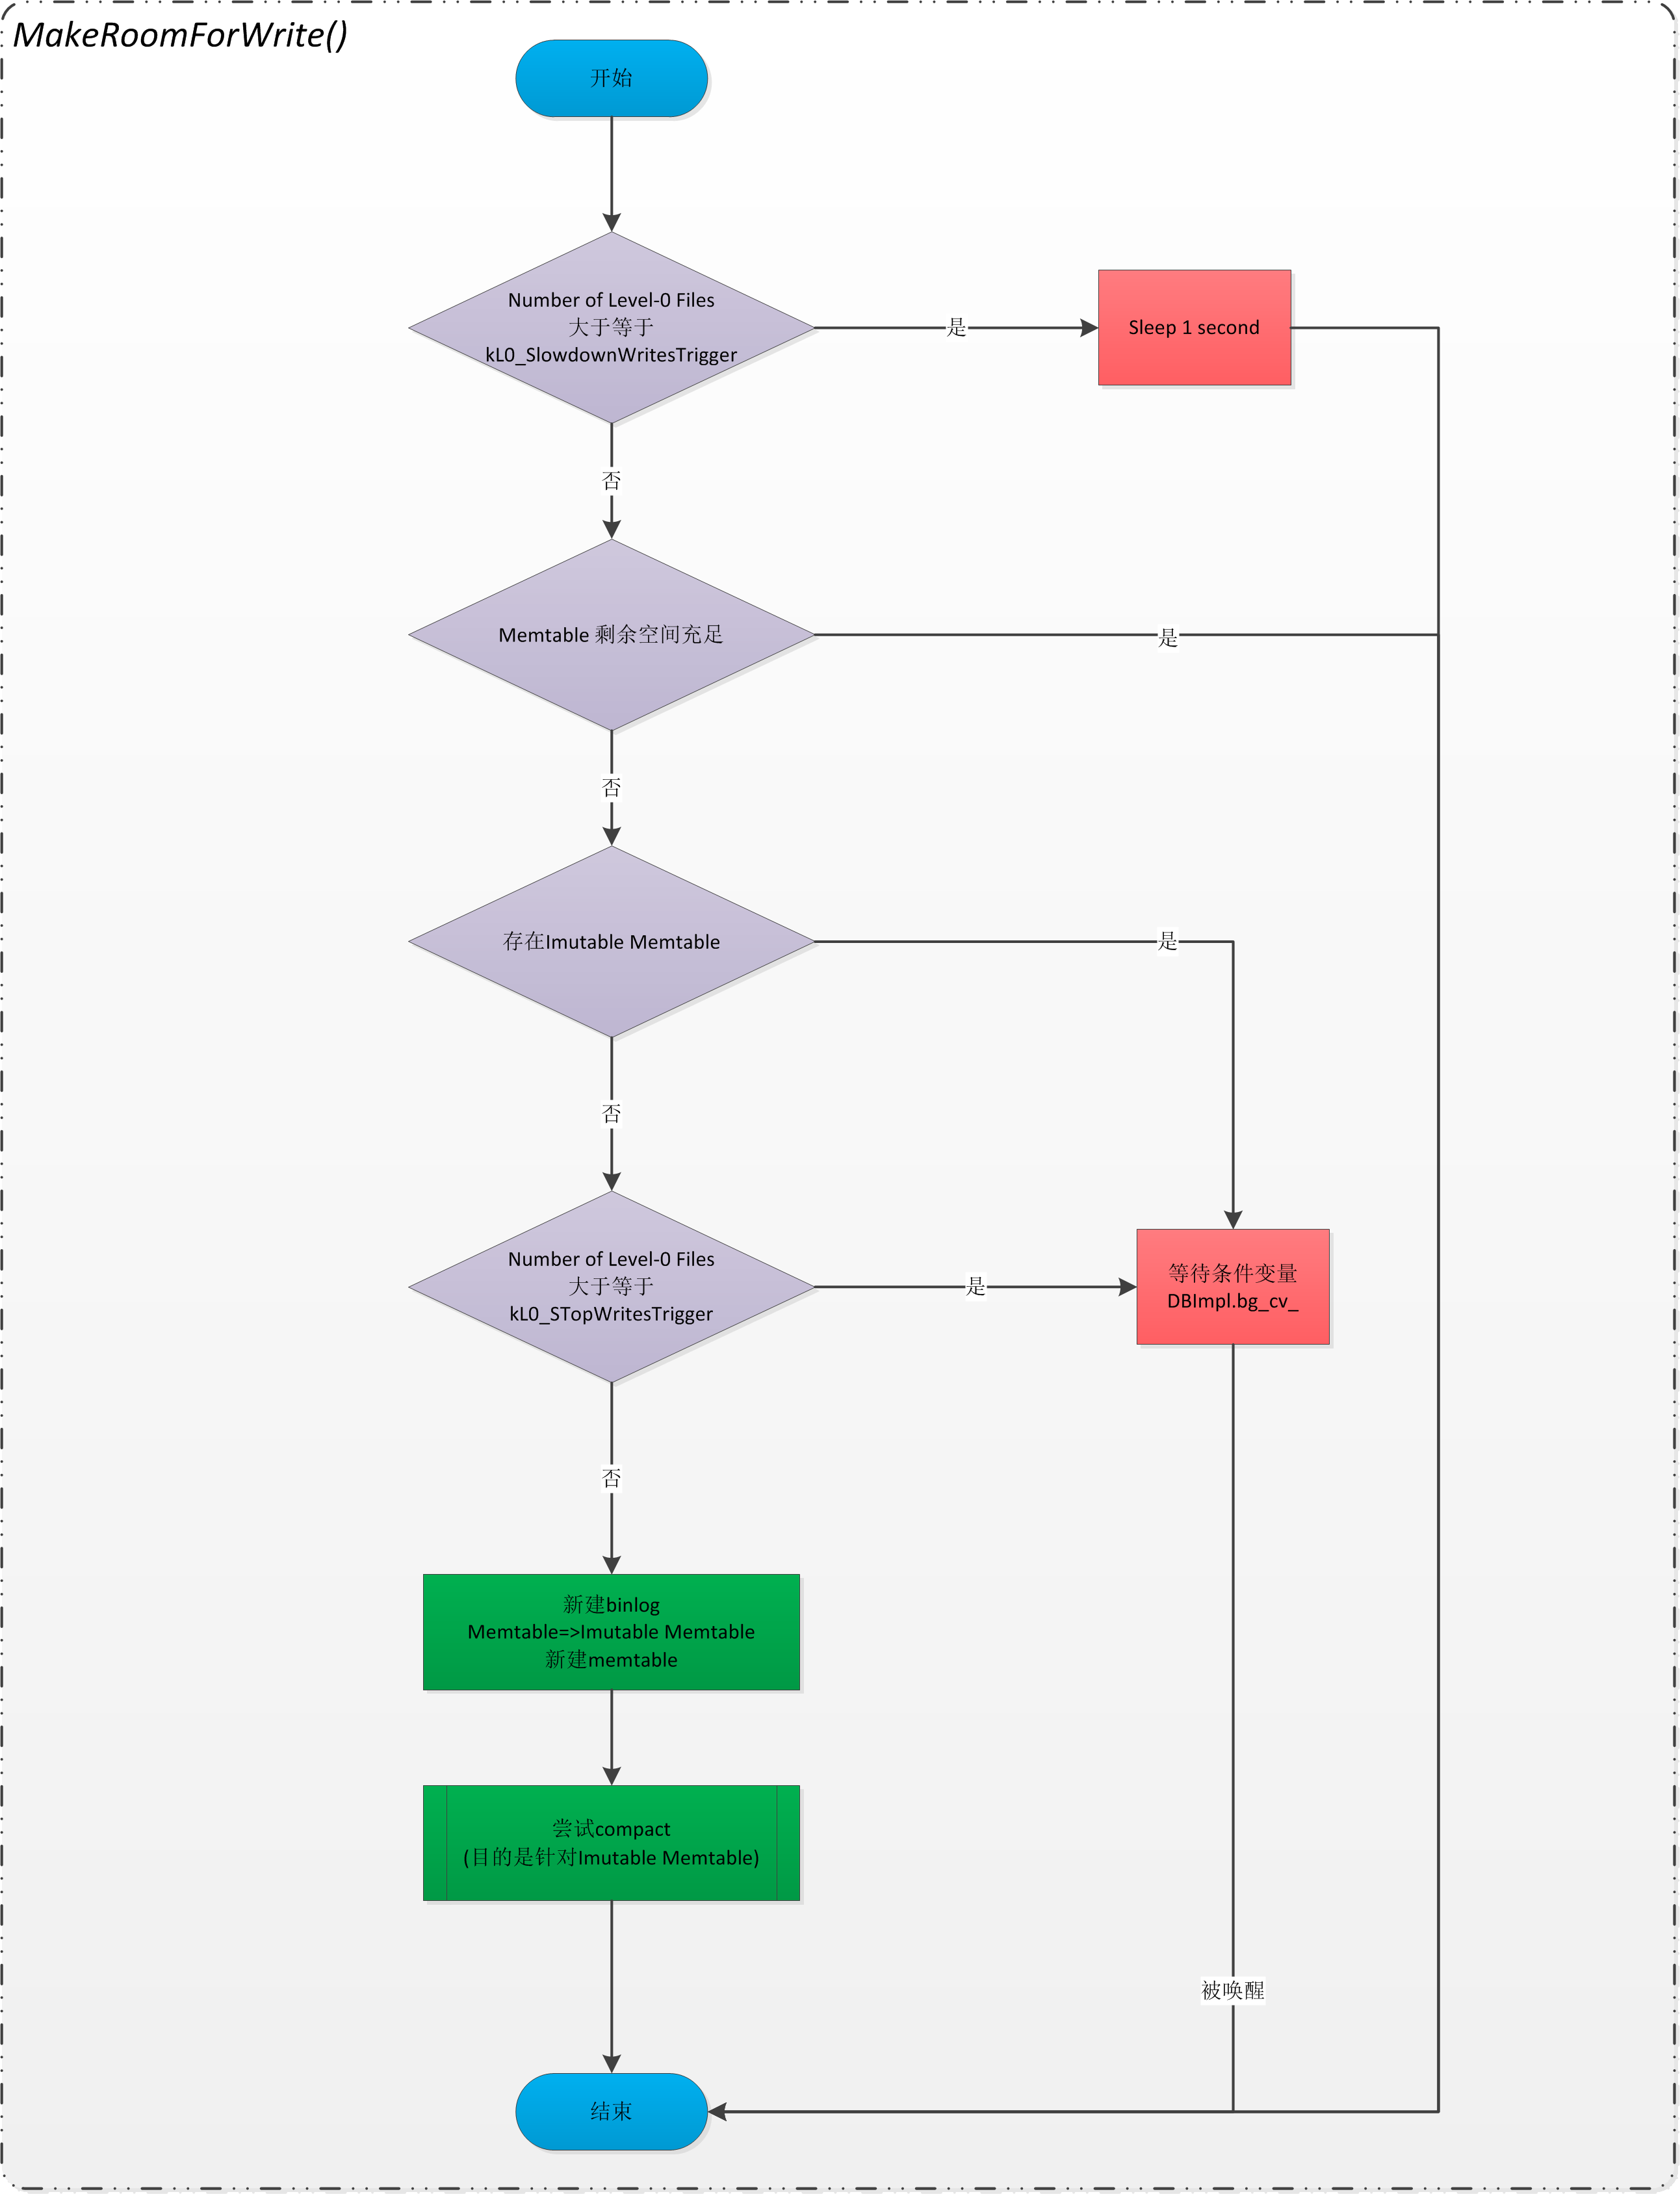 MakeRoomForWrite()
开始
Number of Level-0 Files
大于等于
kL0_SlowdownWritesTrigger
是
Sleep 1 second
否
Memtable 剩余空间充足
是
否
存在Imutable Memtable
是
否
Number of Level-0 Files
大于等于
kL0_STopWritesTrigger
是
等待条件变量
DBImpl.bg_cv_
否
新建binlog
Memtable=>Imutable Memtable
新建memtable
尝试compact
(目的是针对Imutable Memtable)
被唤醒
结束